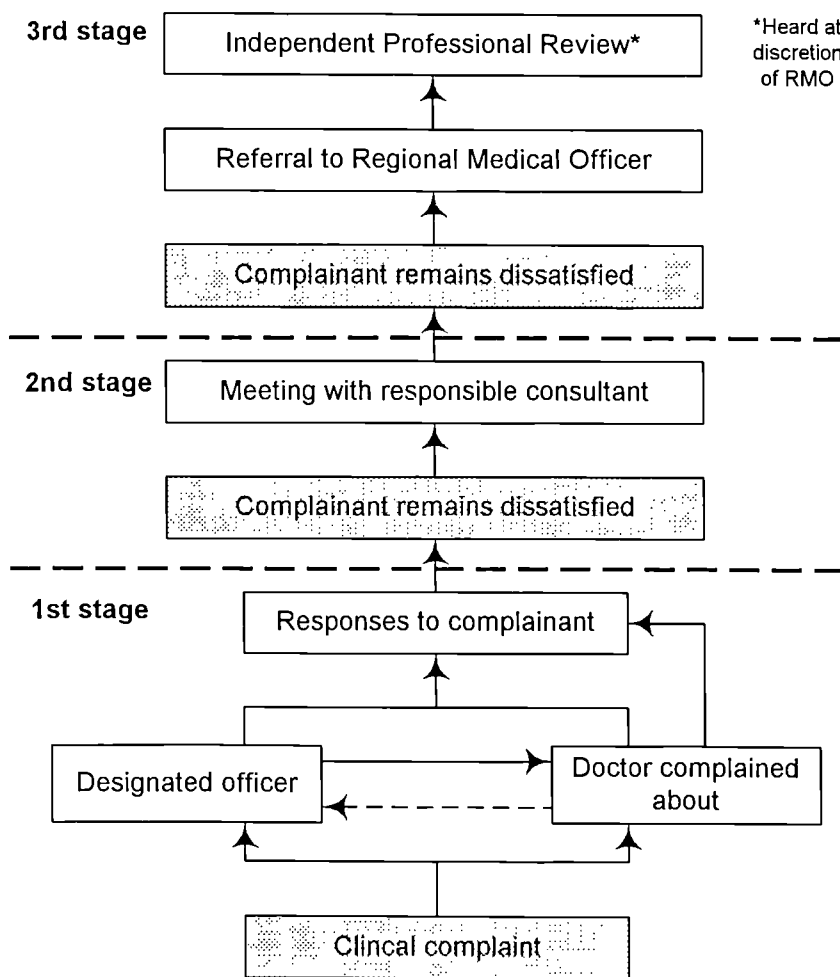 3rd stage
Independent Professional Review*
*Heard at
discretion
of RMO
Referral to Regional Medical Officer
Complainant remains dissatisfied
2nd stage
Meeting with responsible consultant
Complainant remains dissatisfied
1st stage
Responses to complainant
Designated officer
Doctor complained
about
Clincal complaint